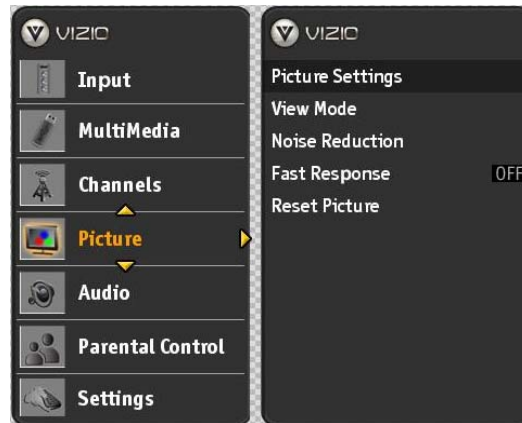 VIZIO
Input
MultiMedia
Channels
Picture
Audio
Parental Control
Settings
VIZIO
Picture Settings
View Mode
Noise Reduction
Fast Response OFF
Reset Picture